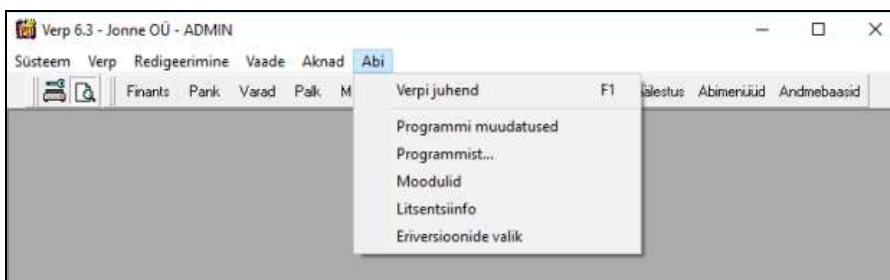 Verp 6.3 - Jonne OÜ - ADMIN
Süsteem Verp Redigeerimine Vaade Aknad Abi
Finants Pank Varad Palk M Abimenüüd Andmebaasid
Verpi juhend F1
Programmi muudatused
Programmist...
Moodulid
Litsentsiinfo
Eriversioonide valik